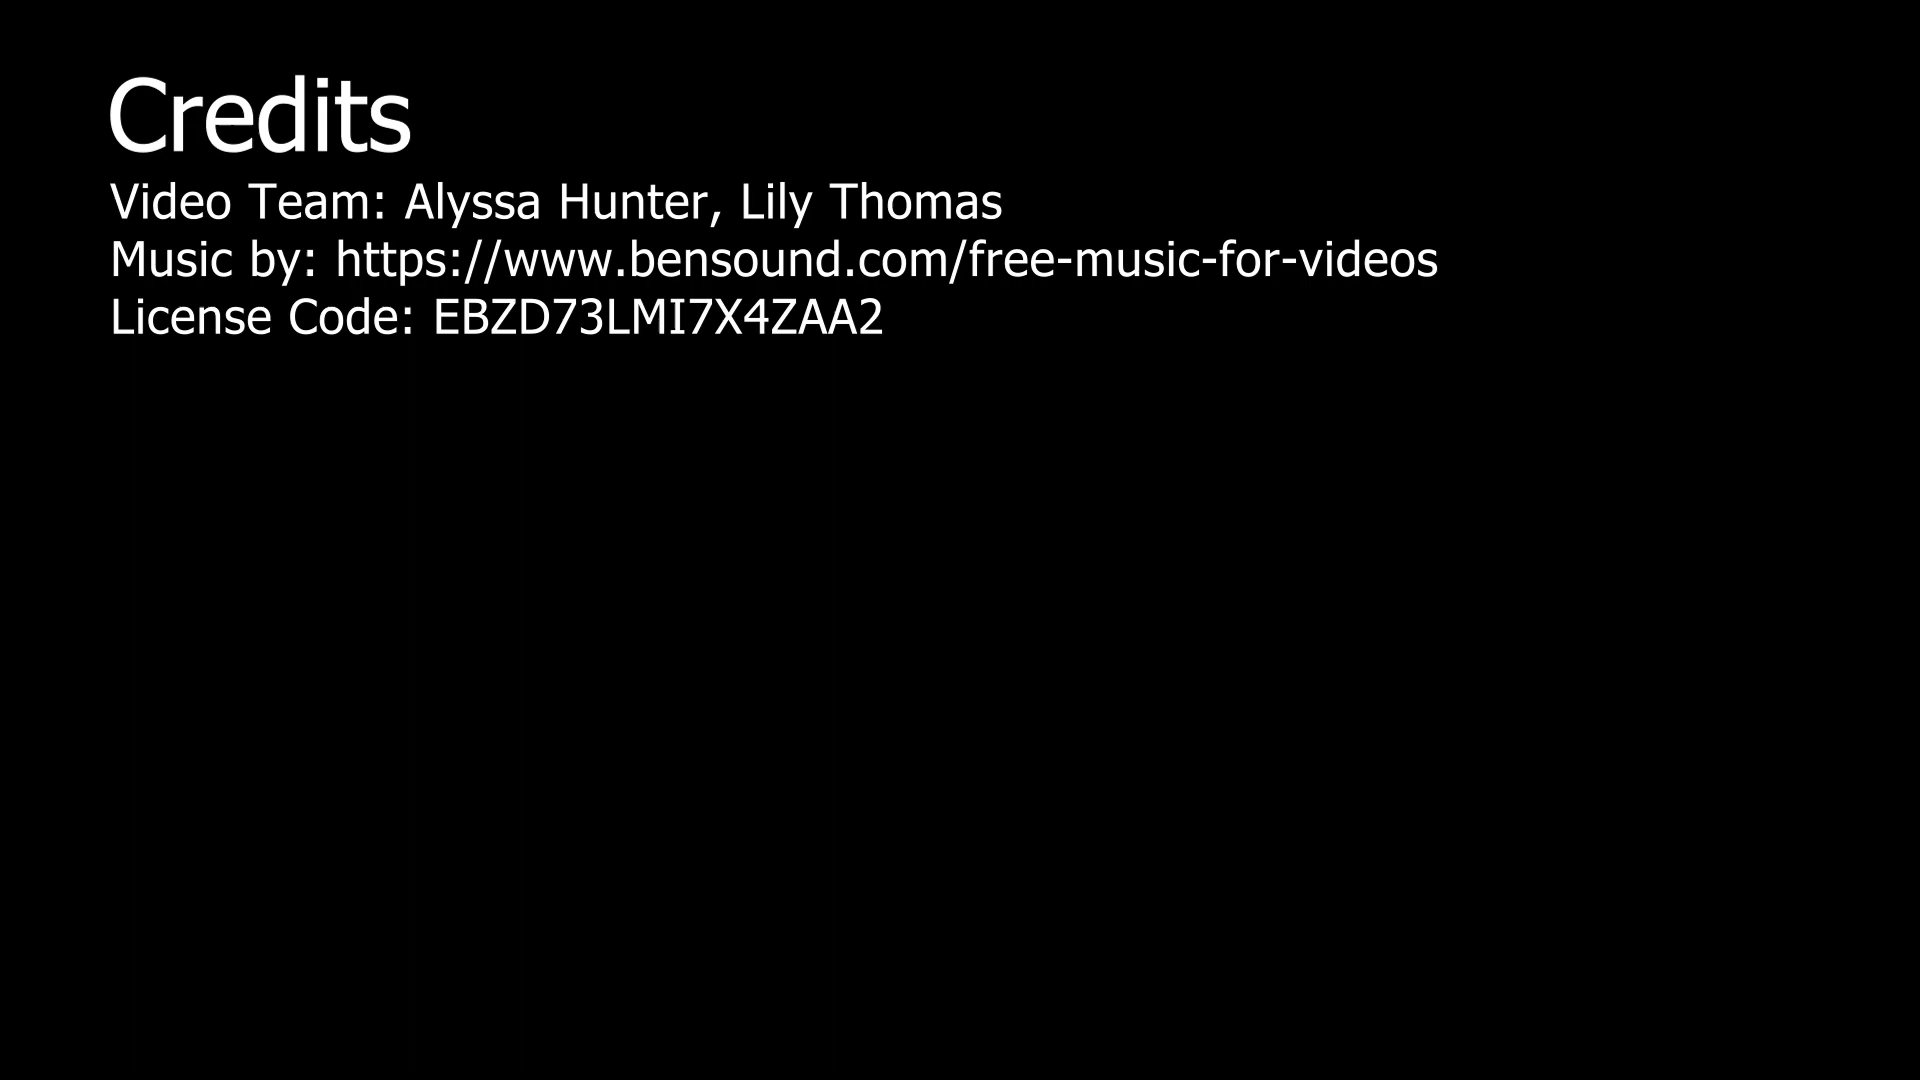 Credits
Video Team: Alyssa Hunter, Lily Thomas
Music by: https://www.bensound.com/free-music-for-videos
License Code: EBZD73LMI7X4ZAA2